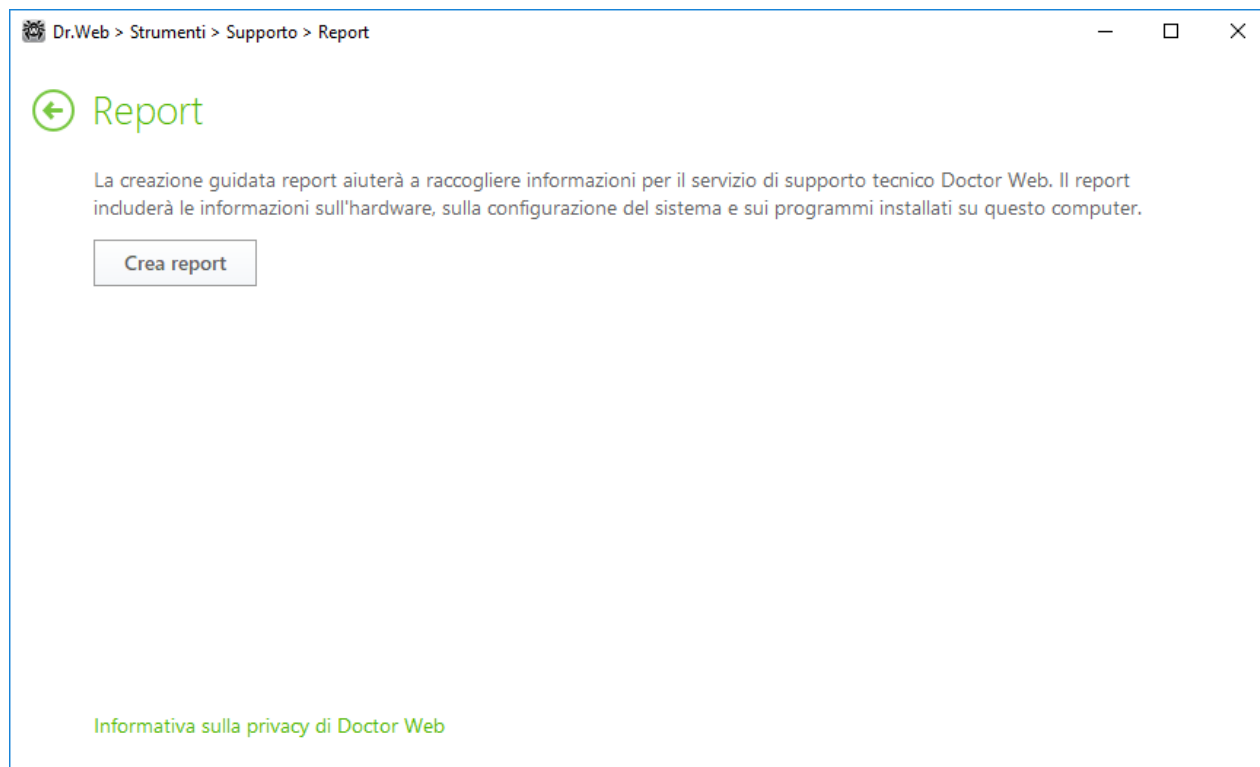 Dr.Web > Strumenti > Supporto > Report
Report
La creazione guidata report aiuterà a raccogliere informazioni per il servizio di supporto tecnico Doctor Web. Il report
includerà le informazioni sull'hardware, sulla configurazione del sistema e sui programmi installati su questo computer.
Crea report
Informativa sulla privacy di Doctor Web